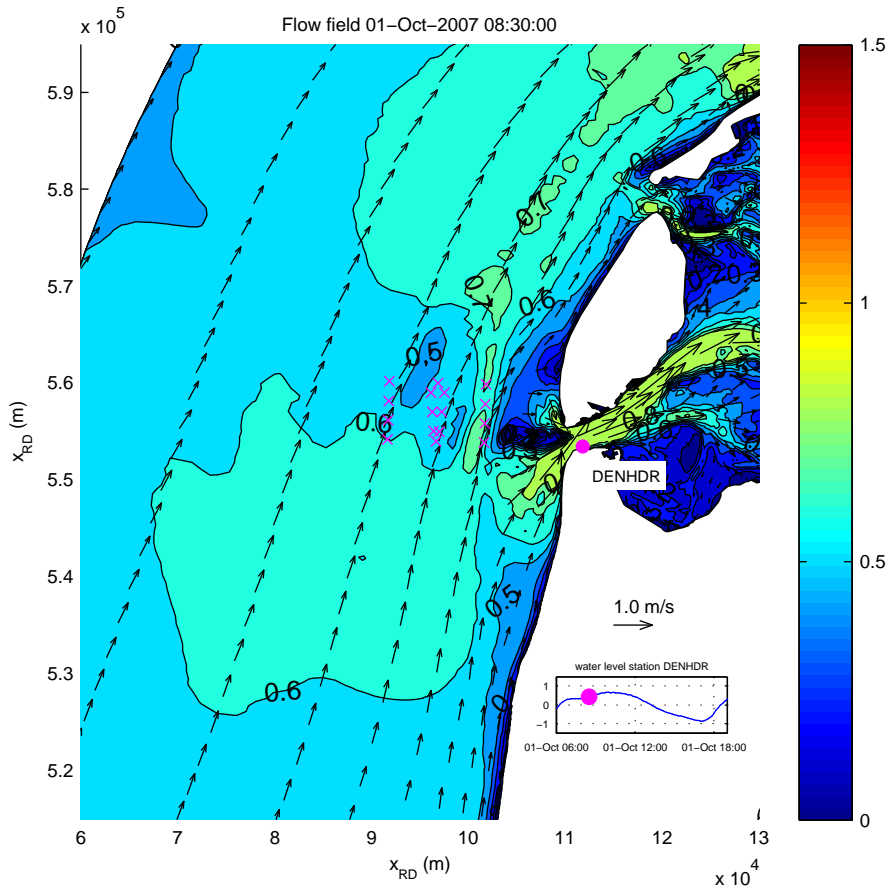 Flow field 01−Oct−2007 08:30:00
x 10⁵
5.9
5.8
5.7
5.6
5.5
5.4
5.3
5.2
x_RD (m)
6 7 8 9 10 11 12 13
x_RD (m)
x 10⁴
0.6
0.7
0.7
0.6
0.5
0.6
0.5
0.6
DENHDR
1.0 m/s
water level station DENHDR
1
0
−1
01−Oct 06:00 01−Oct 12:00 01−Oct 18:00
1.5
1
0.5
0